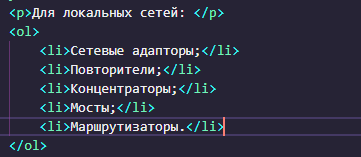 <p>Для локальных сетей: </p>
<ol>
<li>Сетевые адапторы;</li>
<li>Повторители;</li>
<li>Концентраторы;</li>
<li>Мосты;</li>
<li>Маршрутизаторы.</li>
</ol>